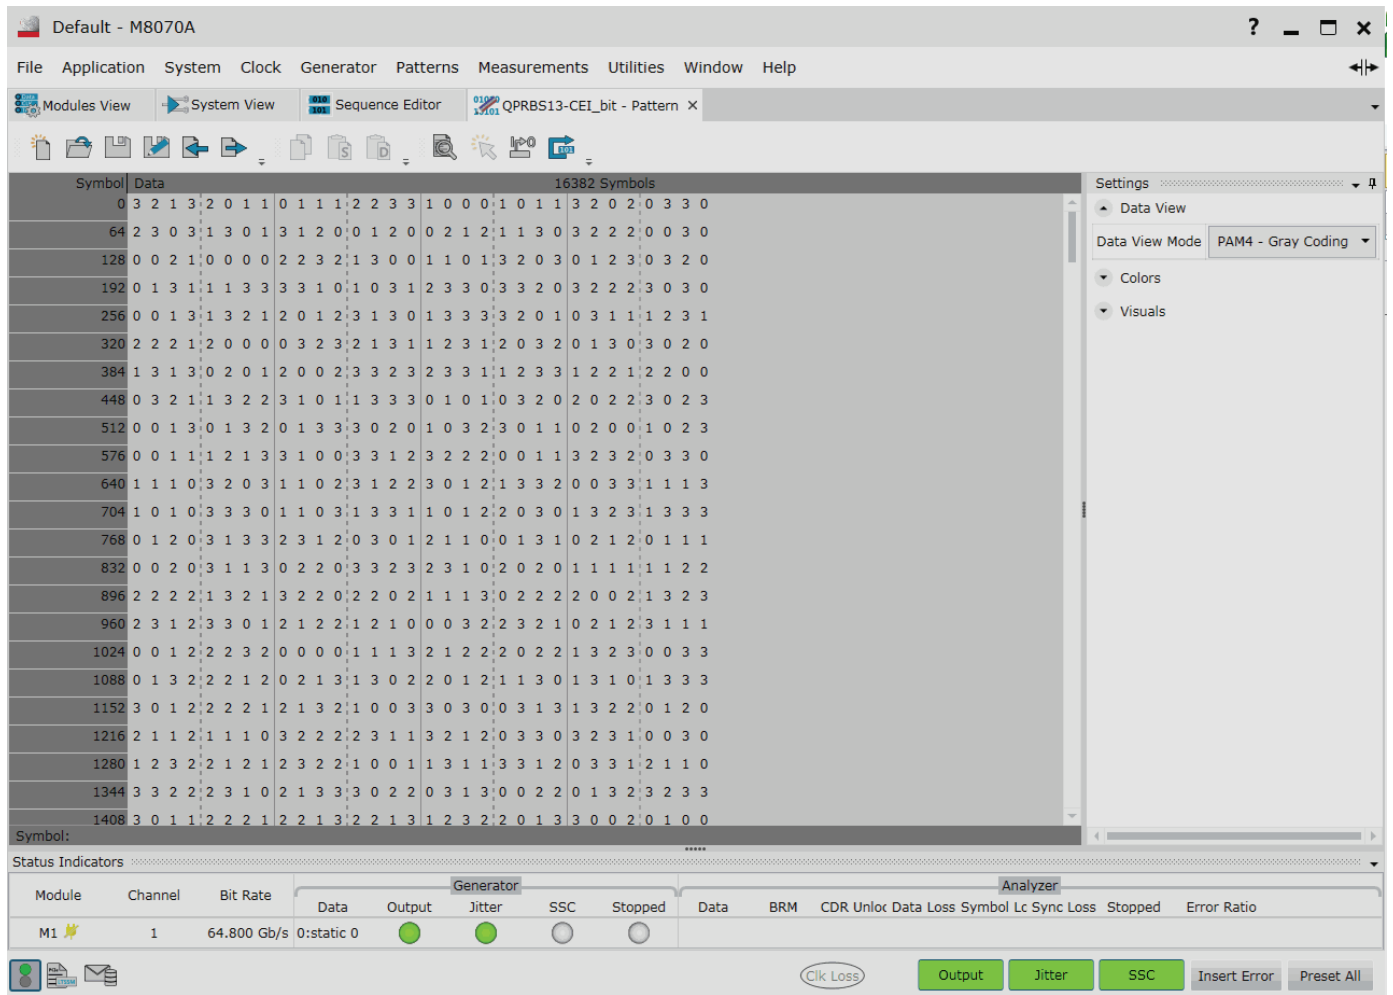 Default - M8070A ?
File Application System Clock Generator Patterns Measurements Utilities Window Help
Modules View System View Sequence Editor QPRBS13-CEI_bit - Pattern
Symbol Data 16382 Symbols
0 3 2 1 3 2 0 1 1 0 1 1 1 2 2 3 3 1 0 0 0 1 0 1 1 3 2 0 2 0 3 3 0
64 2 3 0 3 1 3 0 1 3 1 2 0 0 1 2 0 0 2 1 2 1 1 3 0 3 2 2 2 0 0 3 0
128 0 0 2 1 0 0 0 0 2 2 3 2 1 3 0 0 1 1 0 1 3 2 0 3 0 1 2 3 0 3 2 0
192 0 1 3 1 1 1 3 3 3 3 1 0 1 0 3 1 2 3 3 0 3 3 2 0 3 2 2 2 3 0 3 0
256 0 0 1 3 1 3 2 1 2 0 1 2 3 1 3 0 1 3 3 3 3 2 0 1 0 3 1 1 1 2 3 1
320 2 2 2 1 2 0 0 0 0 3 2 3 2 1 3 1 1 2 3 1 2 0 3 2 0 1 3 0 3 0 2 0
384 1 3 1 3 0 2 0 1 2 0 0 2 3 3 2 3 2 3 3 1 1 2 3 3 1 2 2 1 2 2 0 0
448 0 3 2 1 1 3 2 2 3 1 0 1 1 3 3 3 0 1 0 1 0 3 2 0 2 0 2 2 3 0 2 3
512 0 0 1 3 0 1 3 2 0 1 3 3 3 0 2 0 1 0 3 2 3 0 1 1 0 2 0 0 1 0 2 3
576 0 0 1 1 1 2 1 3 3 1 0 0 3 3 1 2 3 2 2 2 0 0 1 1 3 2 3 2 0 3 3 0
640 1 1 1 0 3 2 0 3 1 1 0 2 3 1 2 2 3 0 1 2 1 3 3 2 0 0 3 3 1 1 1 3
704 1 0 1 0 3 3 3 0 1 1 0 3 1 3 3 1 1 0 1 2 2 0 3 0 1 3 2 3 1 3 3 3
768 0 1 2 0 3 1 3 3 2 3 1 2 0 3 0 1 2 1 1 0 0 1 3 1 0 2 1 2 0 1 1 1
832 0 0 2 0 3 1 1 3 0 2 2 0 3 3 2 3 2 3 1 0 2 0 2 0 1 1 1 1 1 1 2 2
896 2 2 2 2 1 3 2 1 3 2 2 0 2 2 0 2 1 1 1 3 0 2 2 2 2 0 0 2 1 3 2 3
960 2 3 1 2 3 3 0 1 2 1 2 2 1 2 1 0 0 0 3 2 2 3 2 1 0 2 1 2 3 1 1 1
1024 0 0 1 2 2 2 3 2 0 0 0 0 1 1 1 3 2 1 2 2 2 0 2 2 1 3 2 3 0 0 3 3
1088 0 1 3 2 2 2 1 2 0 2 1 3 1 3 0 2 2 0 1 2 1 1 3 0 1 3 1 0 1 3 3 3
1152 3 0 1 2 2 2 2 1 2 1 3 2 1 0 0 3 3 0 3 0 0 3 1 3 1 3 2 2 0 1 2 0
1216 2 1 1 2 1 1 1 0 3 2 2 2 2 3 1 1 3 2 1 2 0 3 3 0 3 2 3 1 0 0 3 0
1280 1 2 3 2 2 1 2 1 2 3 2 2 1 0 0 1 1 3 1 1 3 3 1 2 0 3 3 1 2 1 1 0
1344 3 3 2 2 2 3 1 0 2 1 3 3 3 0 2 2 0 3 1 3 0 0 2 2 0 1 3 2 3 2 3 3
1408 3 0 1 1 2 2 2 1 2 2 1 3 2 2 1 3 1 2 3 2 2 0 1 3 3 0 0 2 0 1 0 0
Symbol:
Settings
Data View
Data View Mode PAM4 - Gray Coding
Colors
Visuals
Status Indicators
Generator Analyzer
Module Channel Bit Rate Data Output Jitter SSC Stopped Data BRM CDR Unloc Data Loss Symbol Lc Sync Loss Stopped Error Ratio
M1 1 64.800 Gb/s 0:static 0
Clk Loss Output Jitter SSC Insert Error Preset All